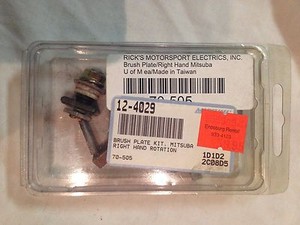 RICK'S MOTORSPORT ELECTRICS, INC.
Brush Plate/Right Hand Mitsuba
U of M ea/Made in Taiwan
70-505
12-4029
BRUSH PLATE KIT, MITSUBA
RIGHT HAND ROTATION
70-505
1D1D2
2C08D5